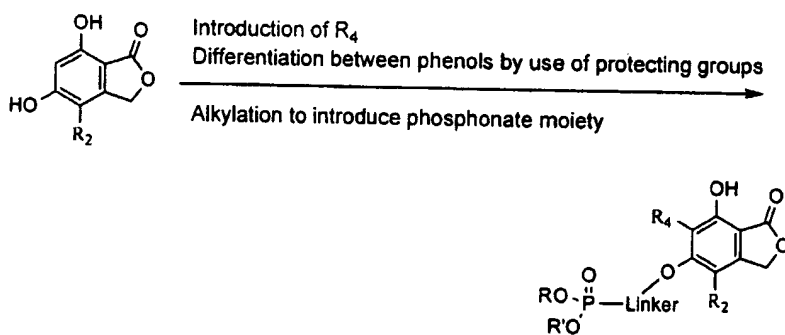 OH
O
Introduction of R4
Differentiation between phenols by use of protecting groups
O
HO
R2
Alkylation to introduce phosphonate moiety
OH
O
R4
O
O
O
RO P Linker
R2
R'O